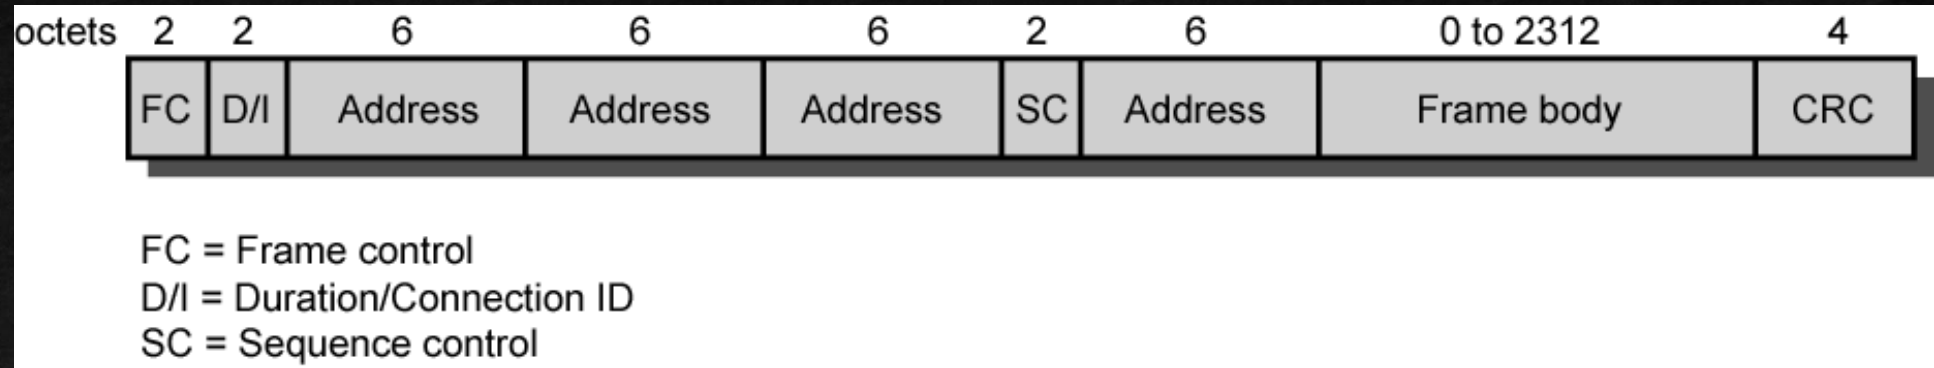 octets 2 2 6 6 6 2 6 0 to 2312 4
FC D/I Address Address Address SC Address Frame body CRC
FC = Frame control
D/I = Duration/Connection ID
SC = Sequence control